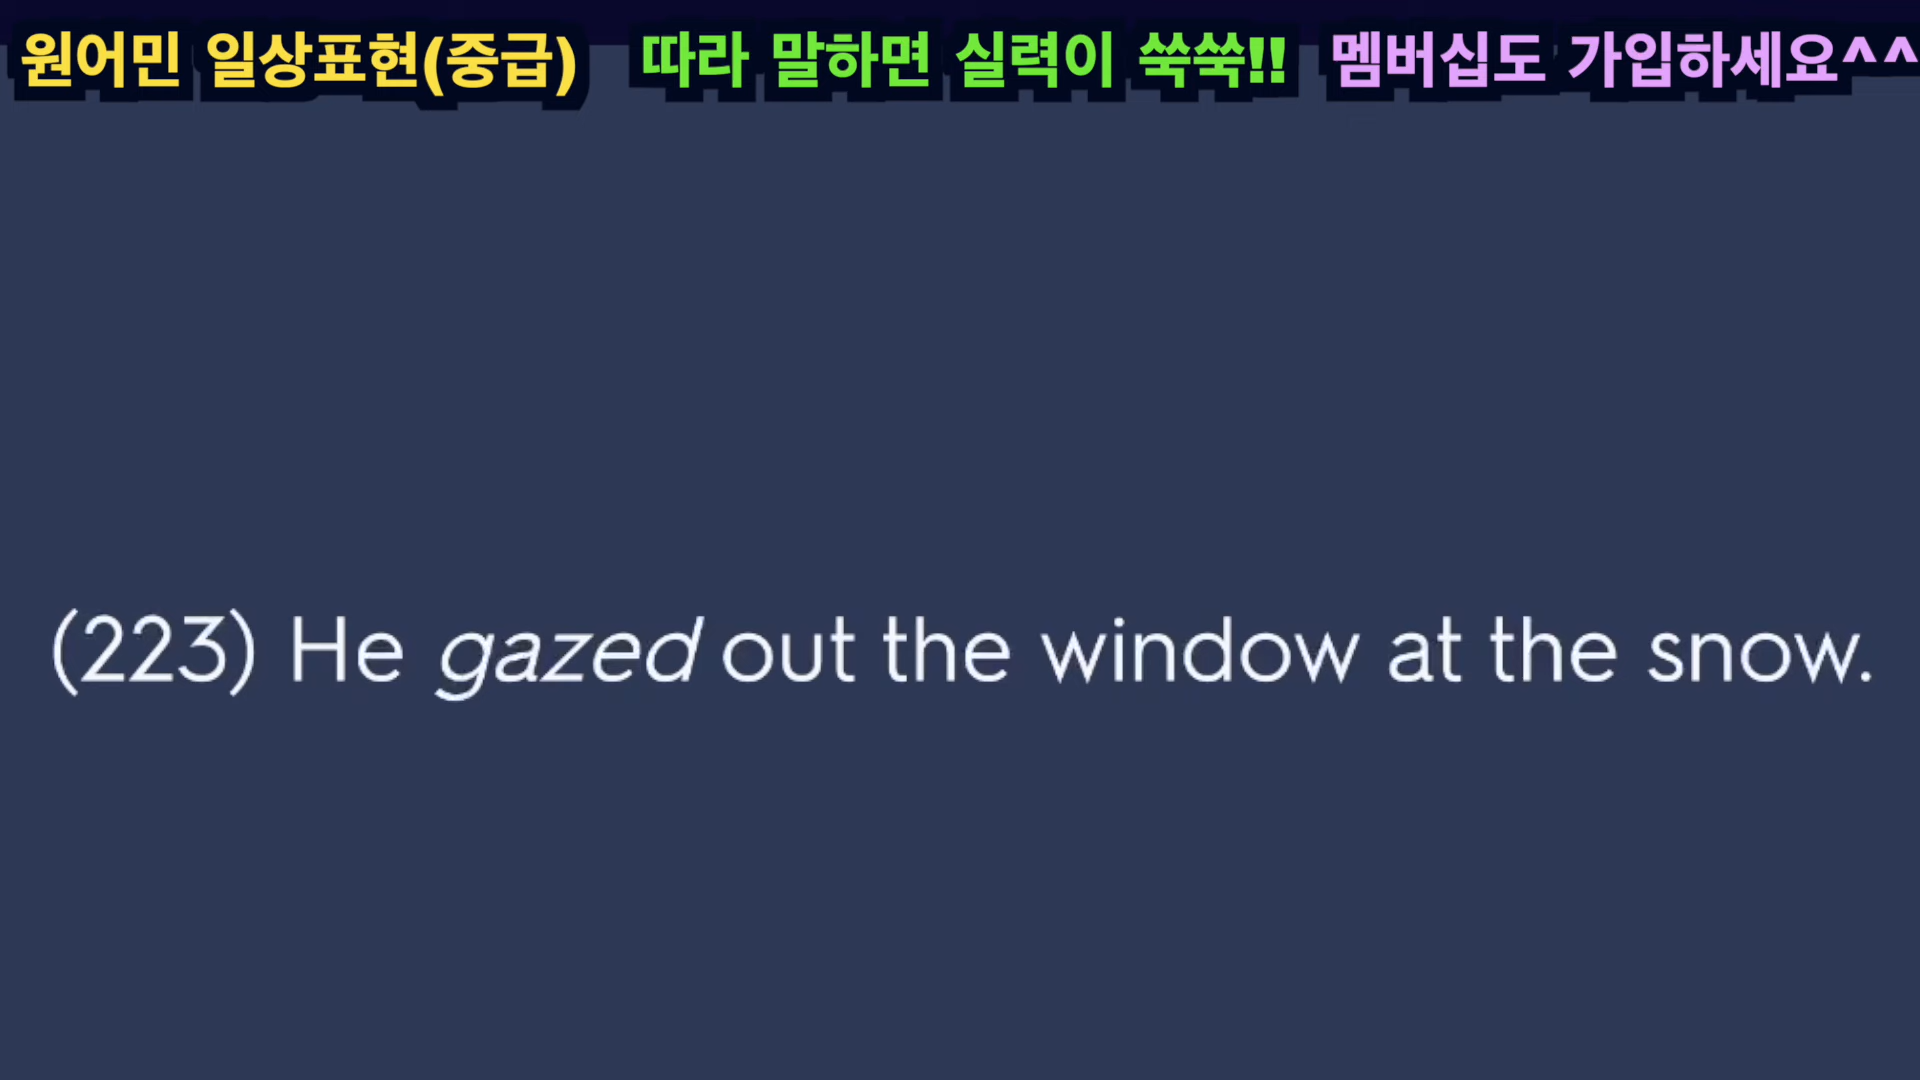 원어민 일상표현(중급) 따라 말하면 실력이 쑥쑥!! 멤버십도 가입하세요^^
(223) He gazed out the window at the snow.